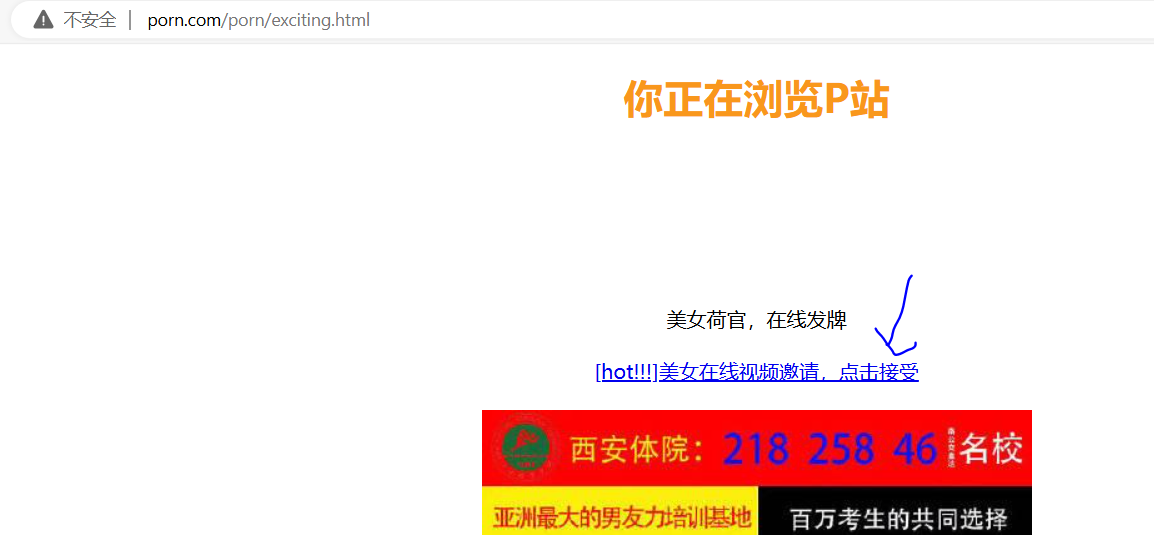 不安全 | porn.com/porn/exciting.html
你正在浏览P站
美女荷官，在线发牌
[hot!!!]美女在线视频邀请，点击接受
西安体院：218 258 46 名校
亚洲最大的男友力培训基地 百万考生的共同选择